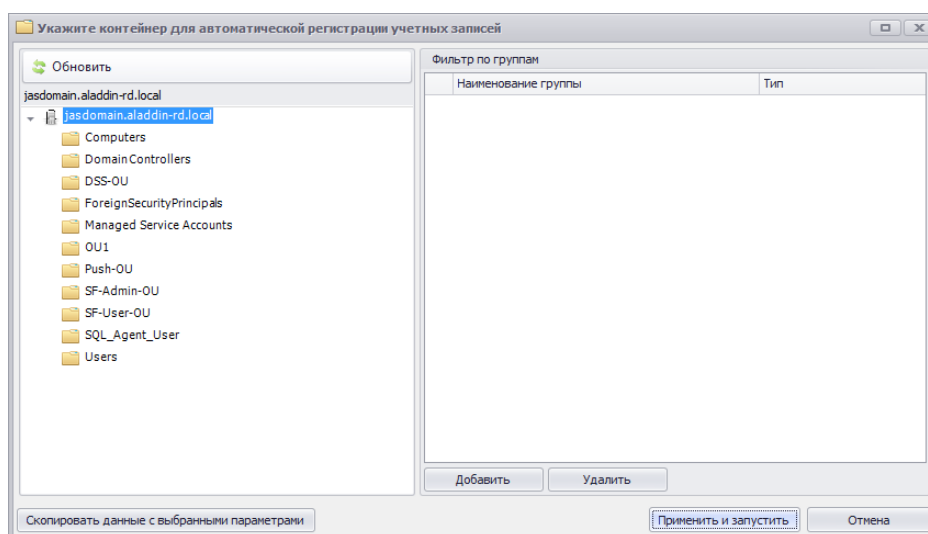 Укажите контейнер для автоматической регистрации учетных записей
Обновить
jasdomain.aladdin-rd.local
jasdomain.aladdin-rd.local
Computers
Domain Controllers
DSS-OU
ForeignSecurityPrincipals
Managed Service Accounts
OU1
Push-OU
SF-Admin-OU
SF-User-OU
SQL_Agent_User
Users
Фильтр по группам
Наименование группы Тип
Добавить Удалить
Скопировать данные с выбранными параметрами Применить и запустить Отмена